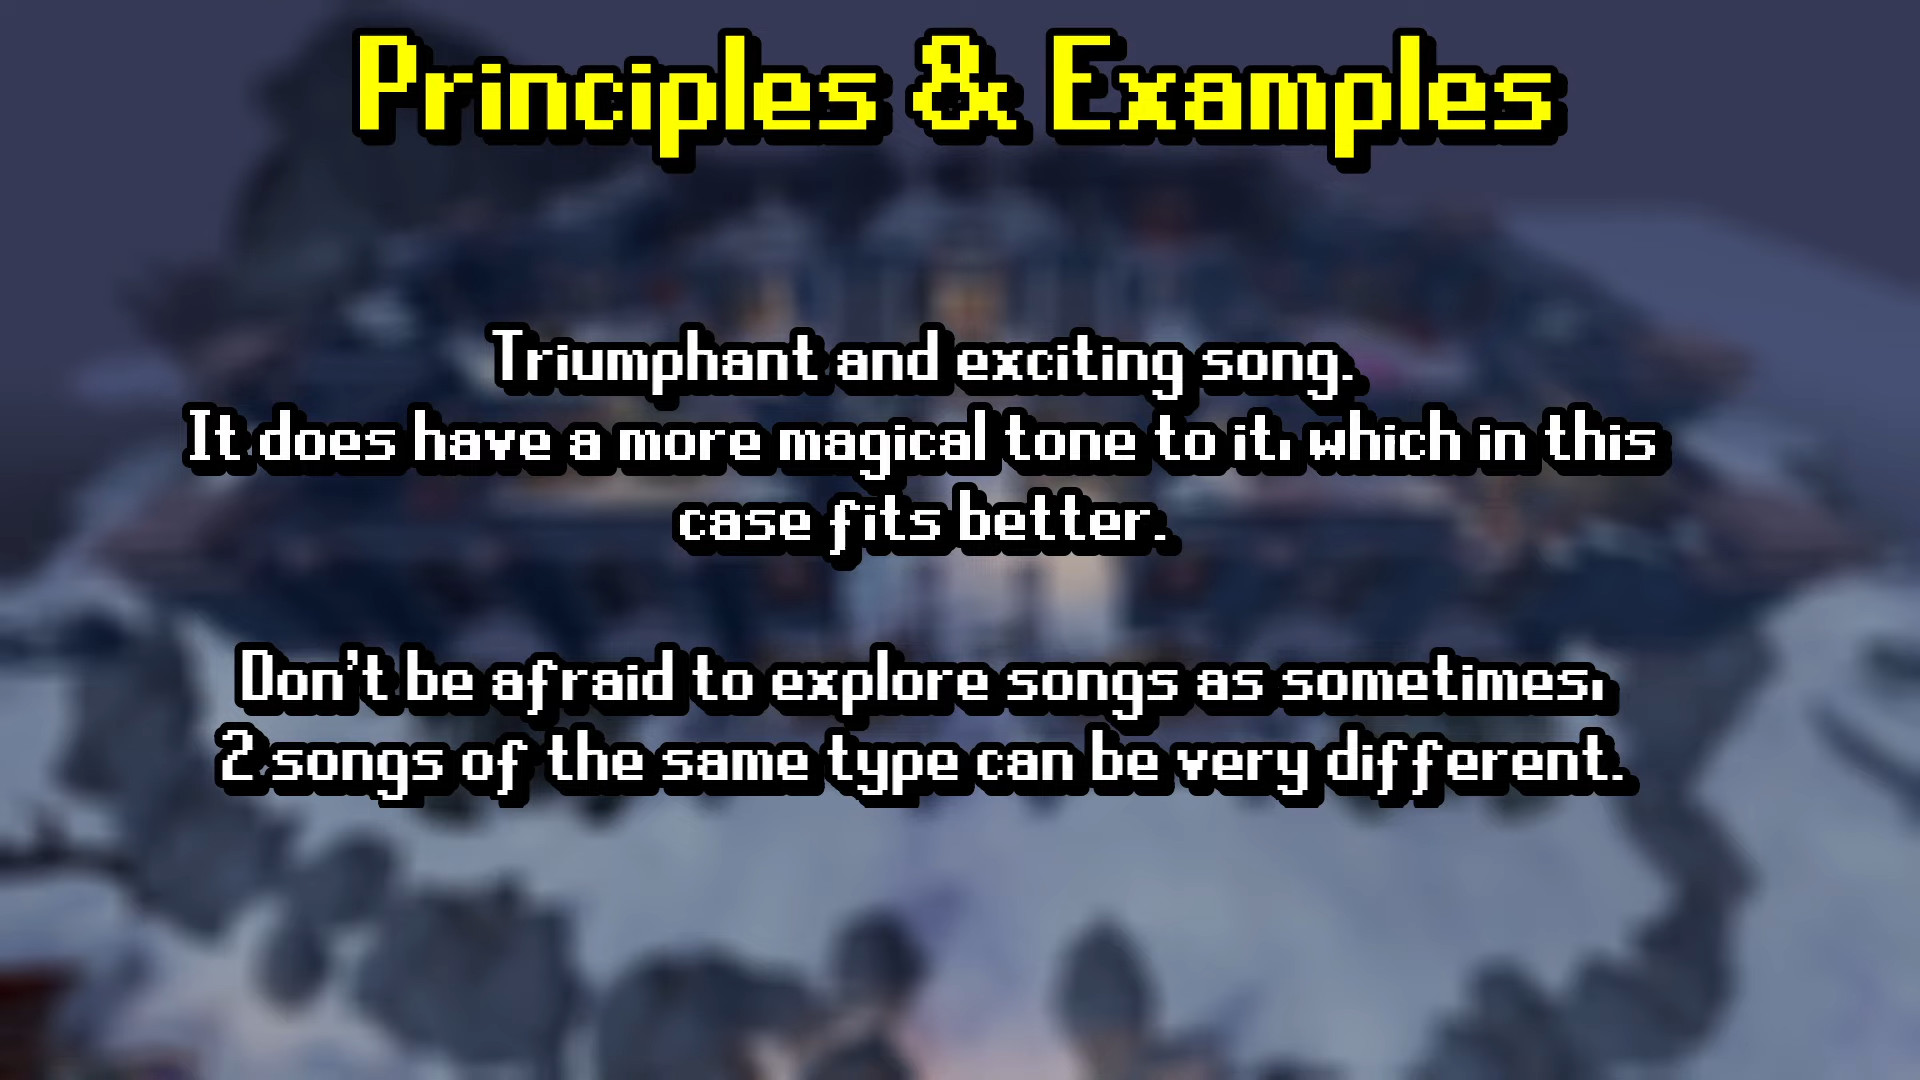 Principles & Examples
Triumphant and exciting song.
It does have a more magical tone to it, which in this
case fits better.
Don't be afraid to explore songs as sometimes,
2 songs of the same type can be very different.